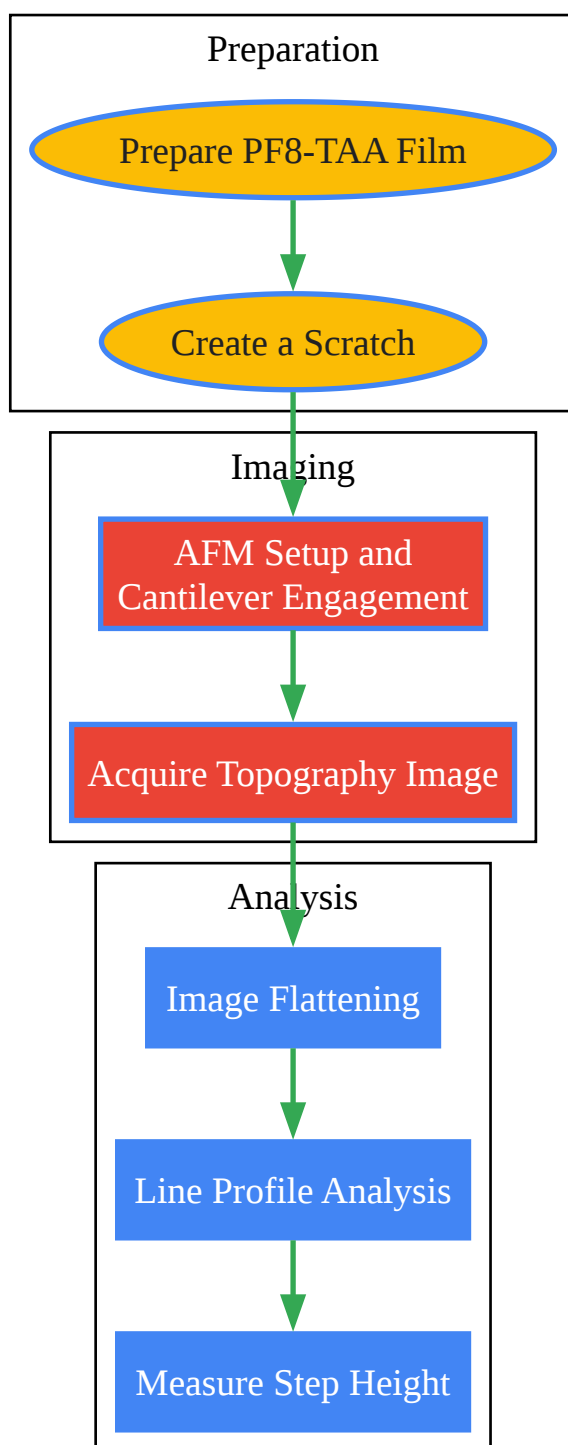 Preparation
Prepare PF8-TAA Film
Create a Scratch
Imaging
AFM Setup and
Cantilever Engagement
Acquire Topography Image
Analysis
Image Flattening
Line Profile Analysis
Measure Step Height